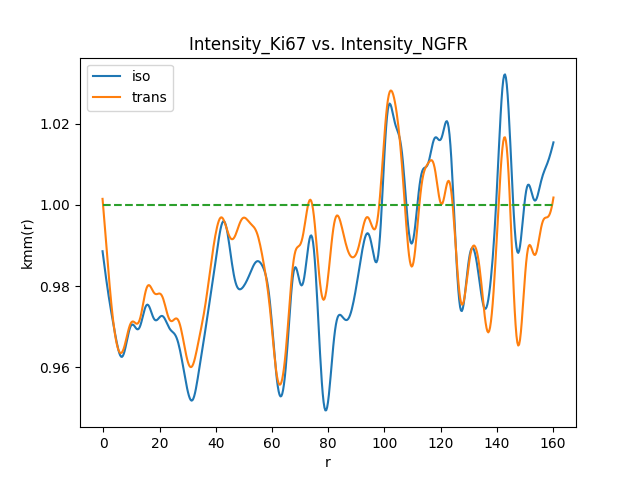 Intensity_Ki67 vs. Intensity_NGFR
iso
trans
1.02
1.00
0.98
0.96
kmm(r)
0 20 40 60 80 100 120 140 160
r